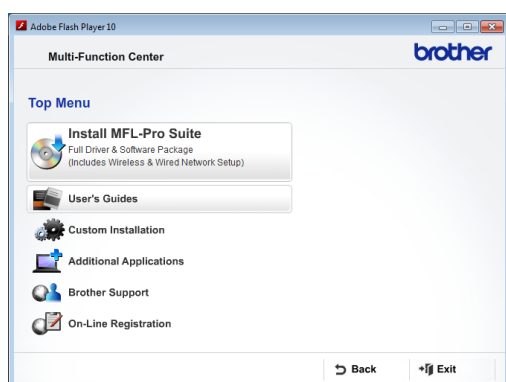 Adobe Flash Player 10
Multi-Function Center
brother
Top Menu
Install MFL-Pro Suite
Full Driver & Software Package
(Includes Wireless & Wired Network Setup)
User's Guides
Custom Installation
Additional Applications
Brother Support
On-Line Registration
Back
Exit